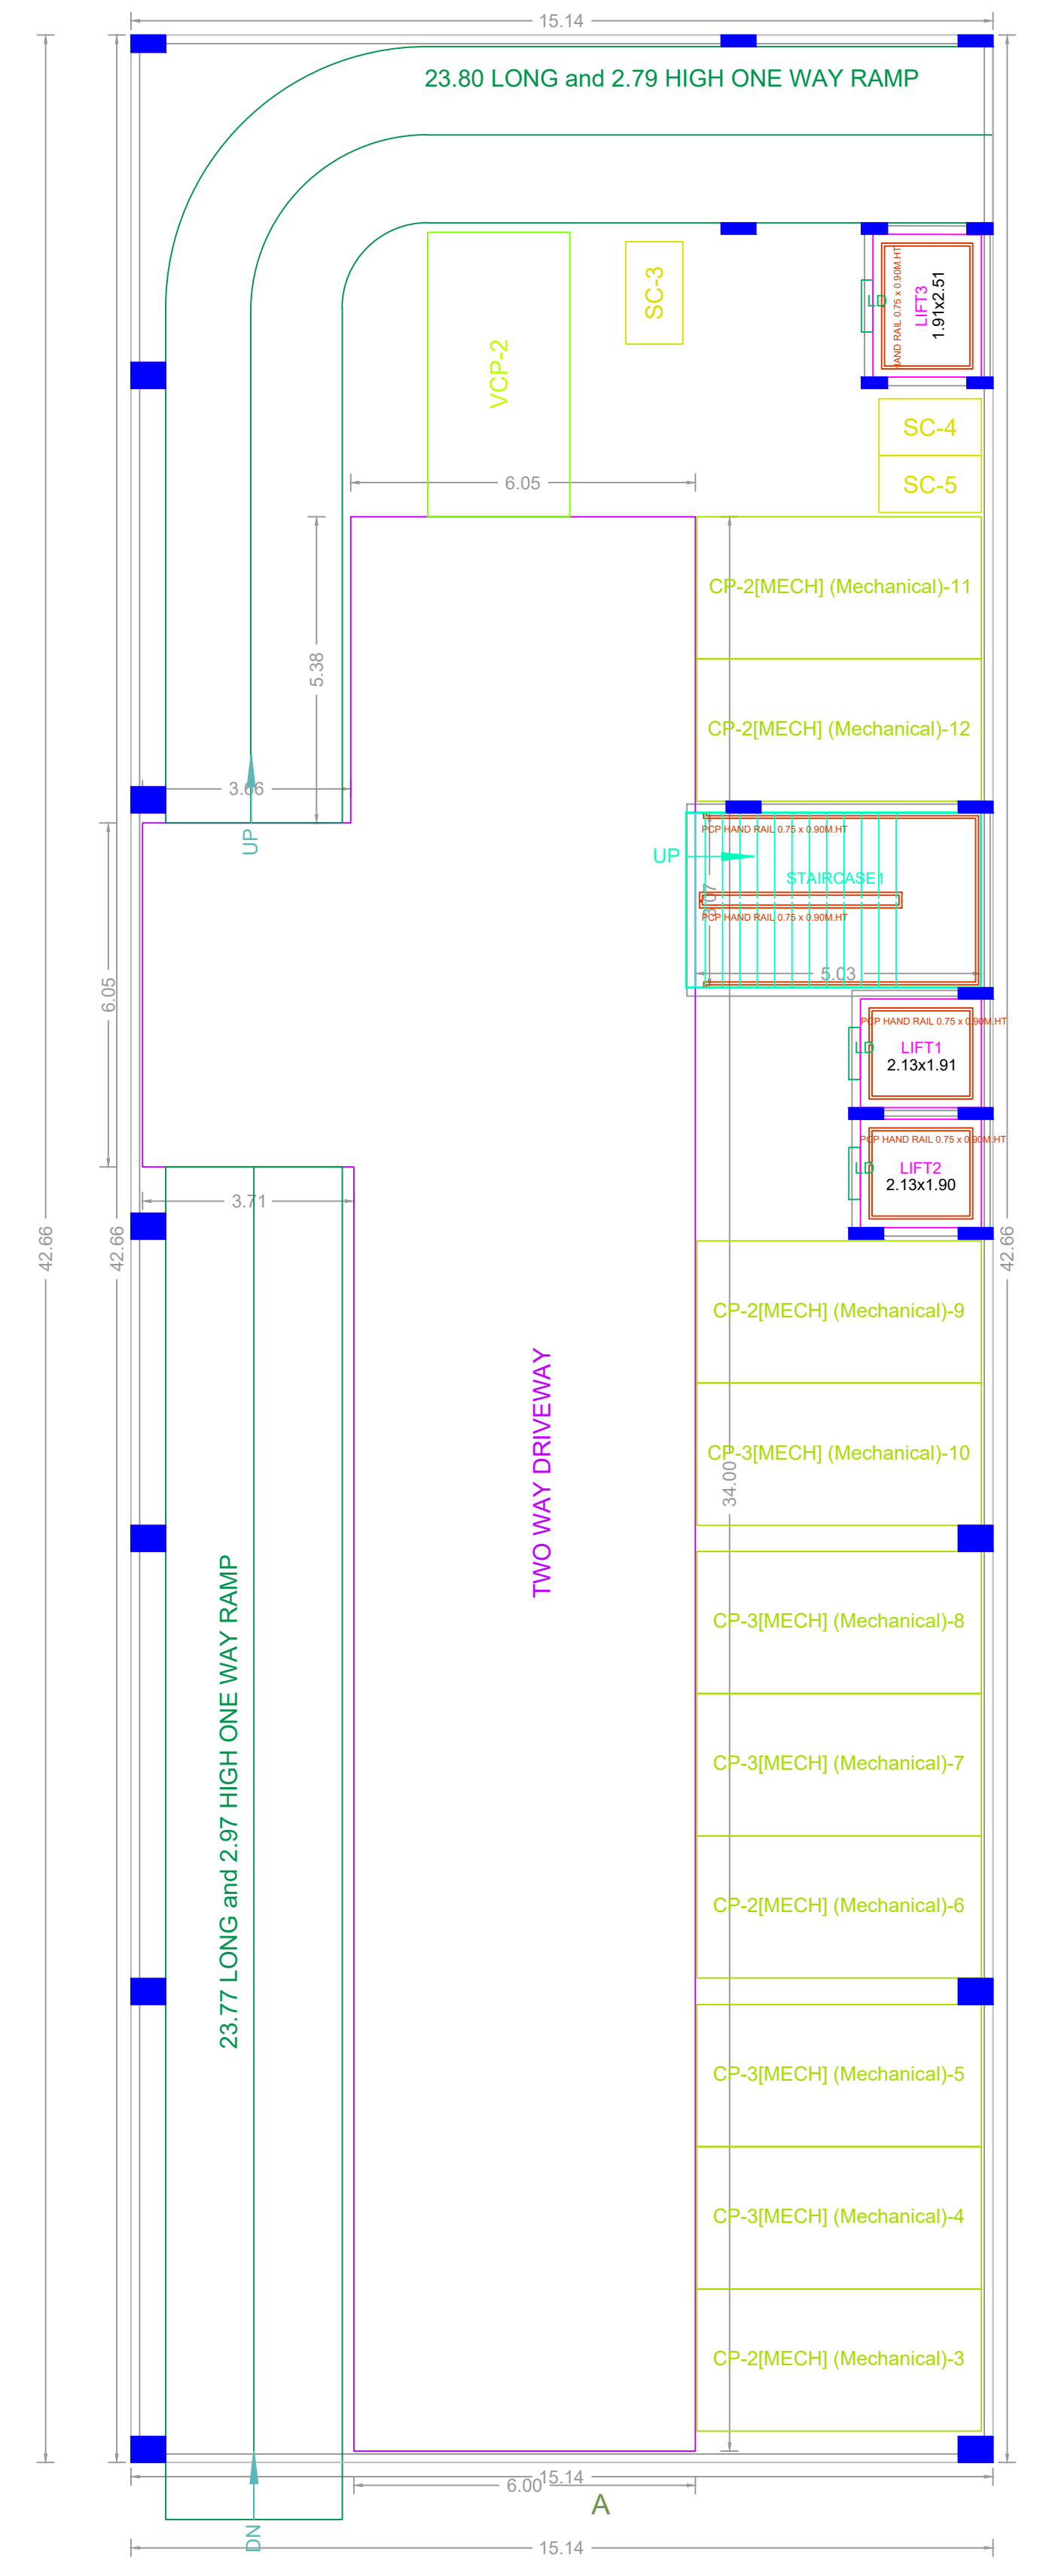 15.14
23.80 LONG and 2.79 HIGH ONE WAY RAMP
SC-3
HAND RAIL 0.75 x 0.90M.HT
LIFT3
1.91x2.51
LD
VCP-2
SC-4
6.05
SC-5
CP-2[MECH] (Mechanical)-11
5.38
CP-2[MECH] (Mechanical)-12
3.66
UP
PCP HAND RAIL 0.75 x 0.90M.HT
UP
STAIRCASE1
3.07
PCP HAND RAIL 0.75 x 0.90M.HT
5.03
6.05
PCP HAND RAIL 0.75 x 0.90M.HT
LD
LIFT1
2.13x1.91
PCP HAND RAIL 0.75 x 0.90M.HT
LD
LIFT2
2.13x1.90
3.71
42.66
42.66
42.66
CP-2[MECH] (Mechanical)-9
TWO WAY DRIVEWAY
CP-3[MECH] (Mechanical)-10
34.00
CP-3[MECH] (Mechanical)-8
23.77 LONG and 2.97 HIGH ONE WAY RAMP
CP-3[MECH] (Mechanical)-7
CP-2[MECH] (Mechanical)-6
CP-3[MECH] (Mechanical)-5
CP-3[MECH] (Mechanical)-4
CP-2[MECH] (Mechanical)-3
15.14
6.00
A
DN
15.14